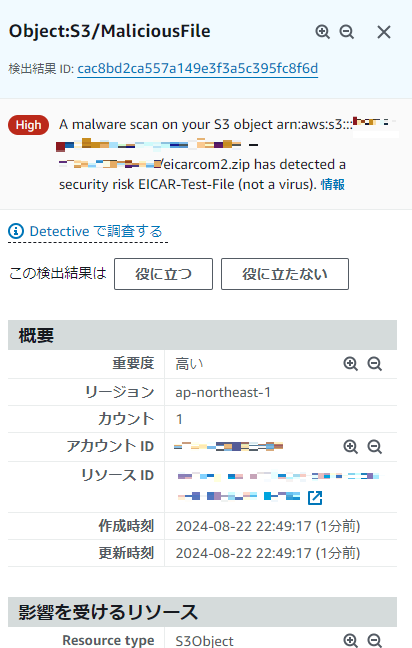 Object:S3/MaliciousFile
検出結果 ID: cac8bd2ca557a149e3f3a5c395fc8f6d
High
A malware scan on your S3 object arn:aws:s3:::
/eicarcom2.zip has detected a
security risk EICAR-Test-File (not a virus). 情報
Detective で調査する
この検出結果は 役に立つ 役に立たない
概要
重要度 高い
リージョン ap-northeast-1
カウント 1
アカウント ID
リソース ID
作成時刻 2024-08-22 22:49:17 (1分前)
更新時刻 2024-08-22 22:49:17 (1分前)
影響を受けるリソース
Resource type S3Object